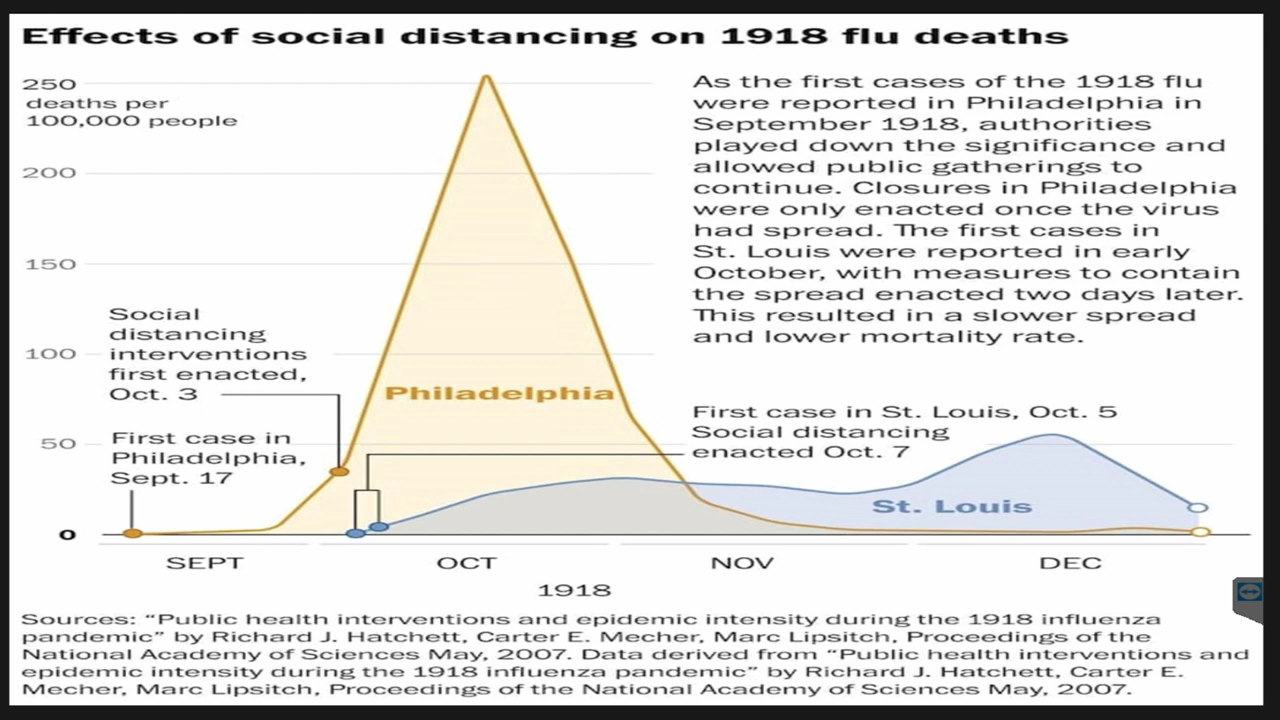 Effects of social distancing on 1918 flu deaths
250
deaths per
100,000 people
200
150
100
50
0
As the first cases of the 1918 flu
were reported in Philadelphia in
September 1918, authorities
played down the significance and
allowed public gatherings to
continue. Closures in Philadelphia
were only enacted once the virus
had spread. The first cases in
St. Louis were reported in early
October, with measures to contain
the spread enacted two days later.
This resulted in a slower spread
and lower mortality rate.
Social
distancing
interventions
first enacted,
Oct. 3
First case in
Philadelphia,
Sept. 17
Philadelphia
First case in St. Louis, Oct. 5
Social distancing
enacted Oct. 7
St. Louis
SEPT OCT NOV DEC
1918
Sources: “Public health interventions and epidemic intensity during the 1918 influenza
pandemic” by Richard J. Hatchett, Carter E. Mecher, Marc Lipsitch, Proceedings of the
National Academy of Sciences May, 2007. Data derived from “Public health interventions and
epidemic intensity during the 1918 influenza pandemic” by Richard J. Hatchett, Carter E.
Mecher, Marc Lipsitch, Proceedings of the National Academy of Sciences May, 2007.